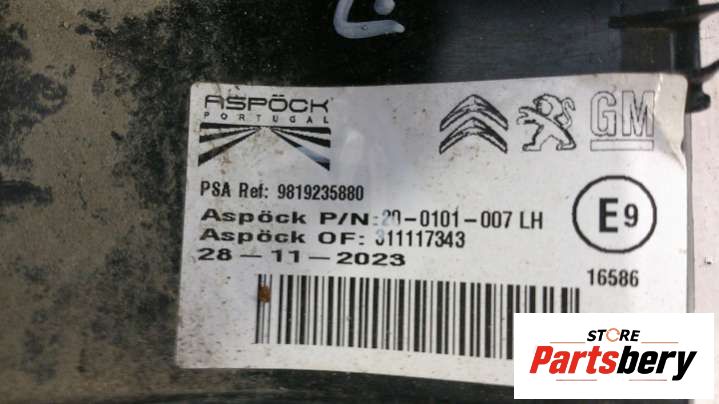 ASPÖCK
PORTUGAL
GM
PSA Ref: 9819235880
Aspöck P/N:20-0101-007 LH
Aspöck OF: 311117343
28-11-2023
E9
16586
STORE
Partsbery